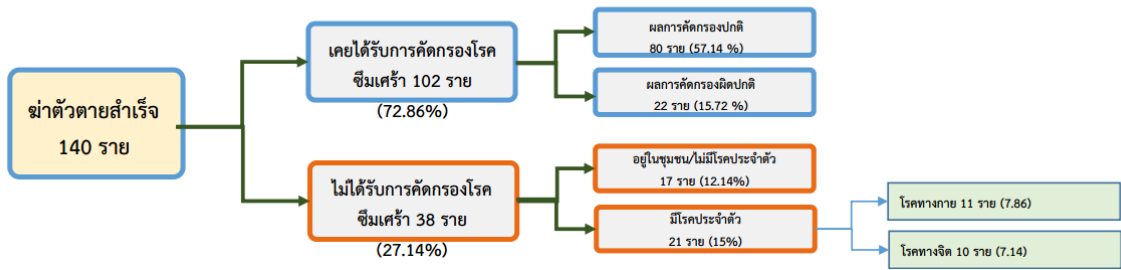 ฆ่าตัวตายสำเร็จ
140 ราย
เคยได้รับการคัดกรองโรค
ซึมเศร้า 102 ราย
(72.86%)
ผลการคัดกรองปกติ
80 ราย (57.14 %)
ผลการคัดกรองผิดปกติ
22 ราย (15.72 %)
ไม่ได้รับการคัดกรองโรค
ซึมเศร้า 38 ราย
(27.14%)
อยู่ในชุมชน/ไม่มีโรคประจำตัว
17 ราย (12.14%)
มีโรคประจำตัว
21 ราย (15%)
โรคทางกาย 11 ราย (7.86)
โรคทางจิต 10 ราย (7.14)